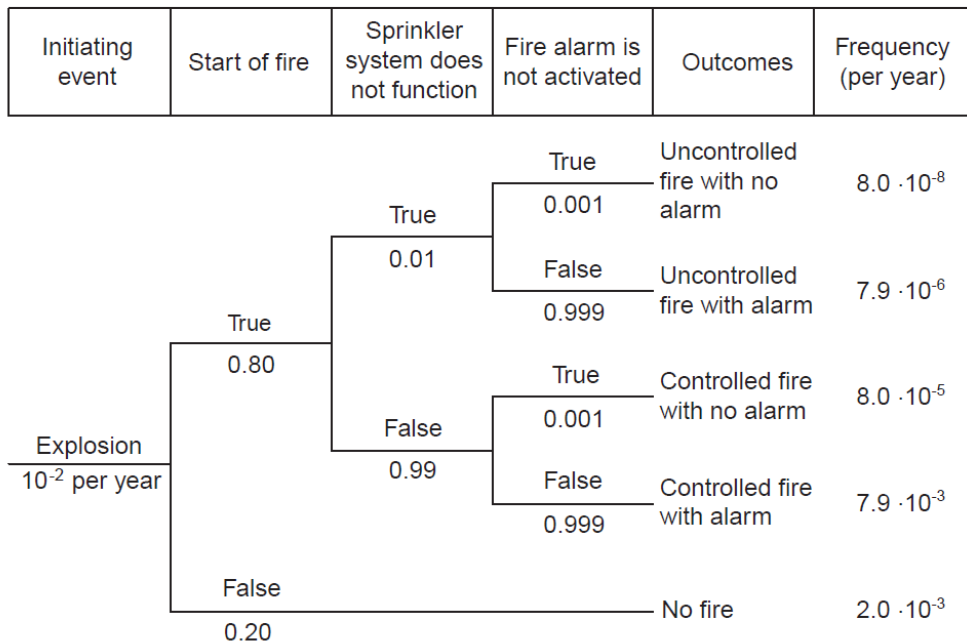 Initiating
event
Start of fire
Sprinkler
system does
not function
Fire alarm is
not activated
Outcomes
Frequency
(per year)
True
0.001
Uncontrolled
fire with no
alarm
8.0 ·10-8
True
0.01
False
0.999
Uncontrolled
fire with alarm
7.9 ·10-6
True
0.80
True
0.001
Controlled fire
with no alarm
8.0 ·10-5
False
0.99
Explosion
10-2 per year
False
0.999
Controlled fire
with alarm
7.9 ·10-3
False
0.20
No fire
2.0 ·10-3